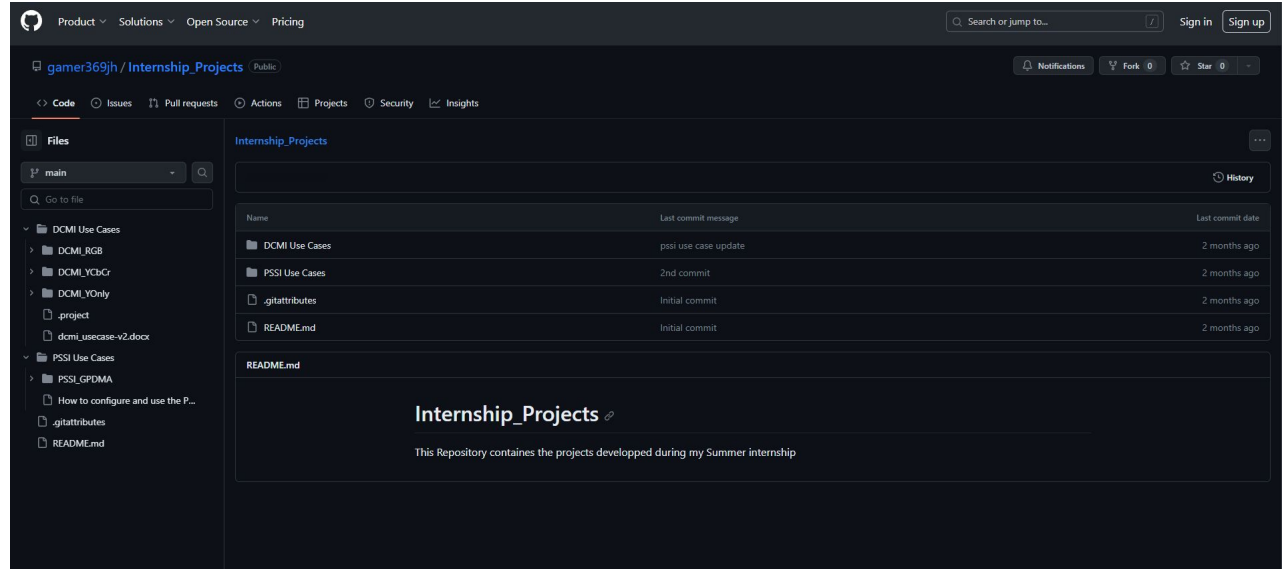 Product Solutions Open Source Pricing Search or jump to... / Sign in Sign up
gamer369jh / Internship_Projects Public Notifications Fork 0 Star 0
<> Code Issues Pull requests Actions Projects Security Insights
Files
main
Go to file
DCMI Use Cases
DCMI_RGB
DCMI_YCbCr
DCMI_YOnly
.project
dcmi_usecase-v2.docx
PSSI Use Cases
PSSI_GPDMA
How to configure and use the P...
.gitattributes
README.md
Internship_Projects ...
History
Name Last commit message Last commit date
DCMI Use Cases pssi use case update 2 months ago
PSSI Use Cases 2nd commit 2 months ago
.gitattributes Initial commit 2 months ago
README.md Initial commit 2 months ago
README.md
Internship_Projects
This Repository containes the projects developped during my Summer internship